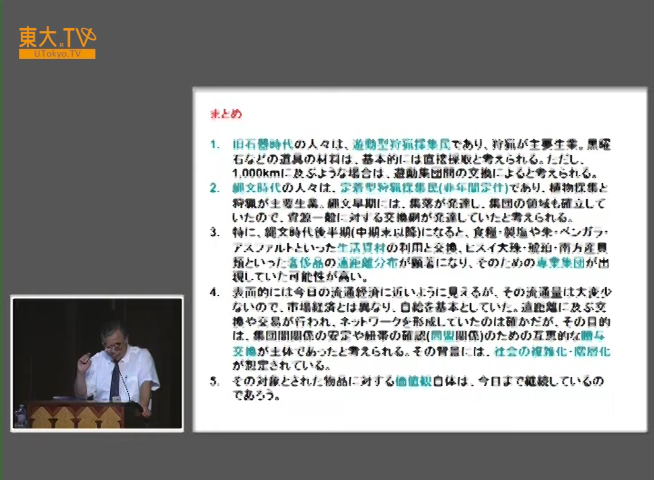 東大.TV
UTokyo.TV
まとめ
1. 旧石器時代の人々は、遊動型狩猟採集民であり、狩猟が主要生業。黒曜
石などの道具の材料は、基本的には直接採取と考えられる。ただし、
1,000kmに及ぶような場合は、遊動集団間の交換によると考えられる。
2. 縄文時代の人々は、定着型狩猟採集民(非年間定住)であり、植物採集と
狩猟が主要生業。縄文早期には、集落が発達し、集団の領域も確立して
いたので、資源一般に対する交換網が発達していたと考えられる。
3. 特に、縄文時代後半期(中期末以降)になると、食糧・製塩や朱・ベンガラ・
アスファルトといった生活資材の利用と交換、ヒスイ大珠・琥珀・南方産貝
類といった奢侈品の遠距離分布が顕著になり、そのための専業集団が出
現していた可能性が高い。
4. 表面的には今日の流通経済に近いように見えるが、その流通量は大変少
ないので、市場経済とは異なり、自給を基本としていた。遠距離に及ぶ交
換や交易が行われ、ネットワークを形成していたのは確かだが、その目的
は、集団間関係の安定や紐帯の確認(同盟関係)のための互恵的な贈与
交換が主体であったと考えられる。その背景には、社会の複雑化・階層化
が想定されている。
5. その対象とされた物品に対する価値観自体は、今日まで継続しているの
であろう。